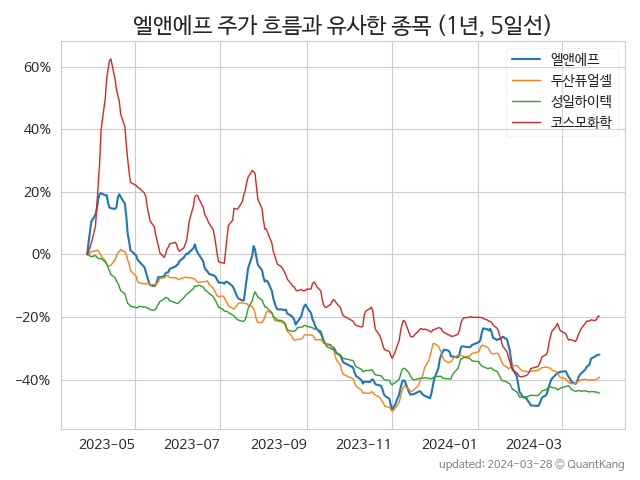 엘앤에프 주가 흐름과 유사한 종목 (1년, 5일선)
엘앤에프
두산퓨얼셀
성일하이텍
코스모화학
60%
40%
20%
0%
−20%
−40%
2023-05 2023-07 2023-09 2023-11 2024-01 2024-03
updated: 2024-03-28 © QuantKang